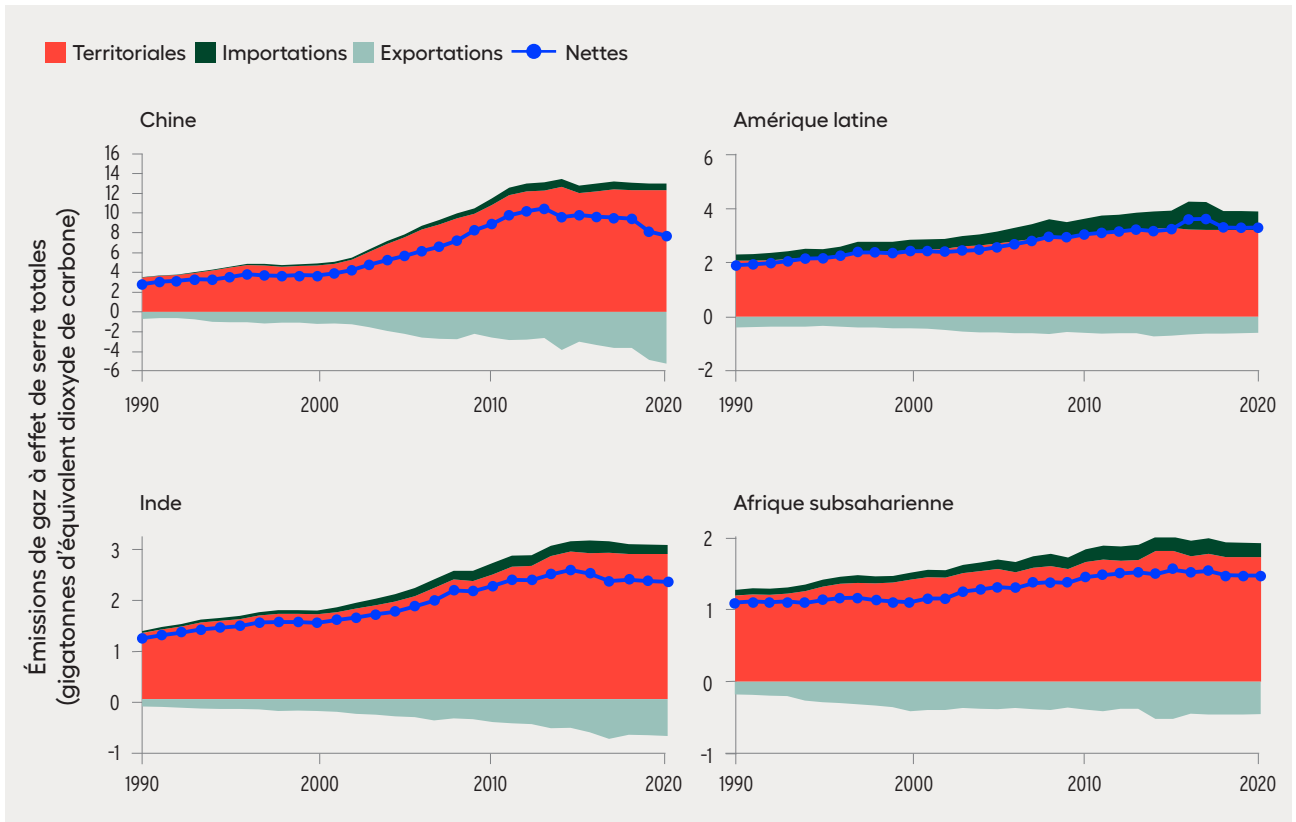 Territoriales Importations Exportations Nettes
Émissions de gaz à effet de serre totales
(gigatonnes d'équivalent dioxyde de carbone)
Chine
16
14
12
10
8
6
4
2
0
-2
-4
-6
1990 2000 2010 2020
Amérique latine
6
4
2
0
-2
1990 2000 2010 2020
Inde
3
2
1
0
-1
1990 2000 2010 2020
Afrique subsaharienne
2
1
0
-1
1990 2000 2010 2020